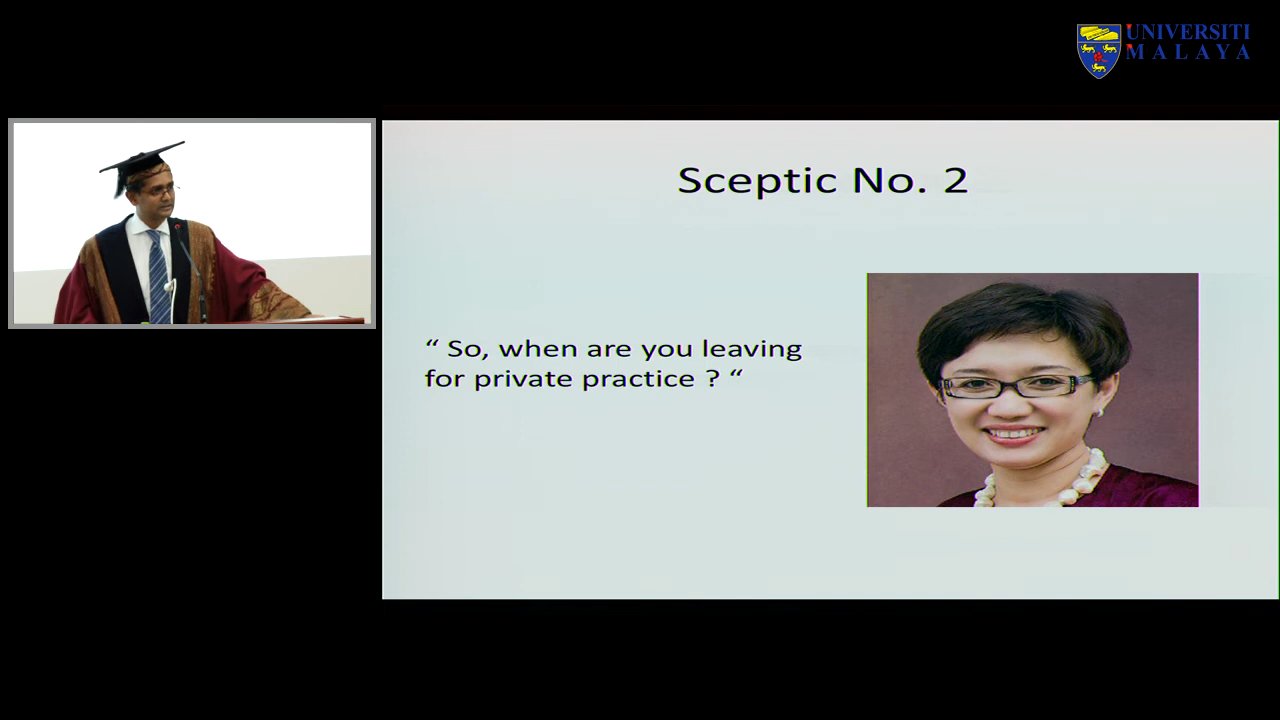 UNIVERSITI
MALAYA
Sceptic No. 2
“ So, when are you leaving
for private practice ? “